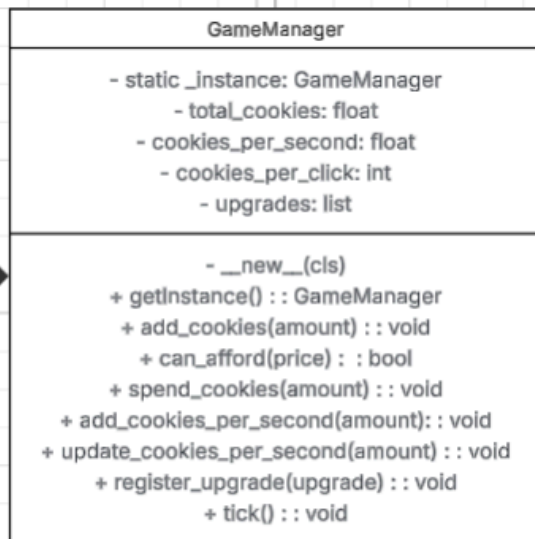 GameManager
- static _instance: GameManager
- total_cookies: float
- cookies_per_second: float
- cookies_per_click: int
- upgrades: list
- __new__(cls)
+ getInstance() : : GameManager
+ add_cookies(amount) : : void
+ can_afford(price) : : bool
+ spend_cookies(amount) : : void
+ add_cookies_per_second(amount): : void
+ update_cookies_per_second(amount) : : void
+ register_upgrade(upgrade) : : void
+ tick() : : void